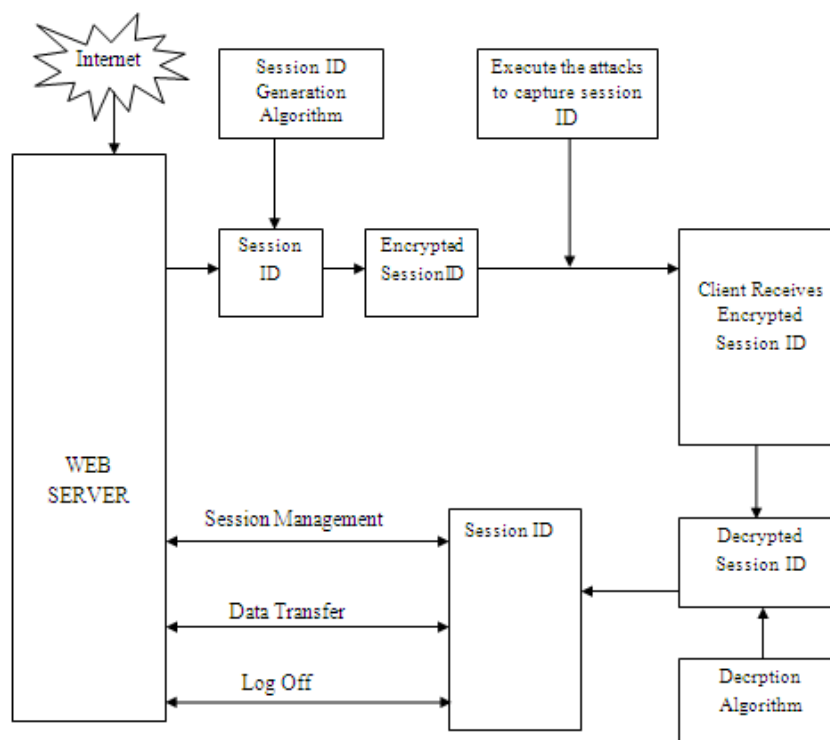 Internet
Session ID
Generation
Algorithm
Execute the attacks
to capture session
ID
Session
ID
Encrypted
SessionID
Client Receives
Encrypted
Session ID
WEB
SERVER
Session Management
Session ID
Decrypted
Session ID
Data Transfer
Log Off
Decrption
Algorithm